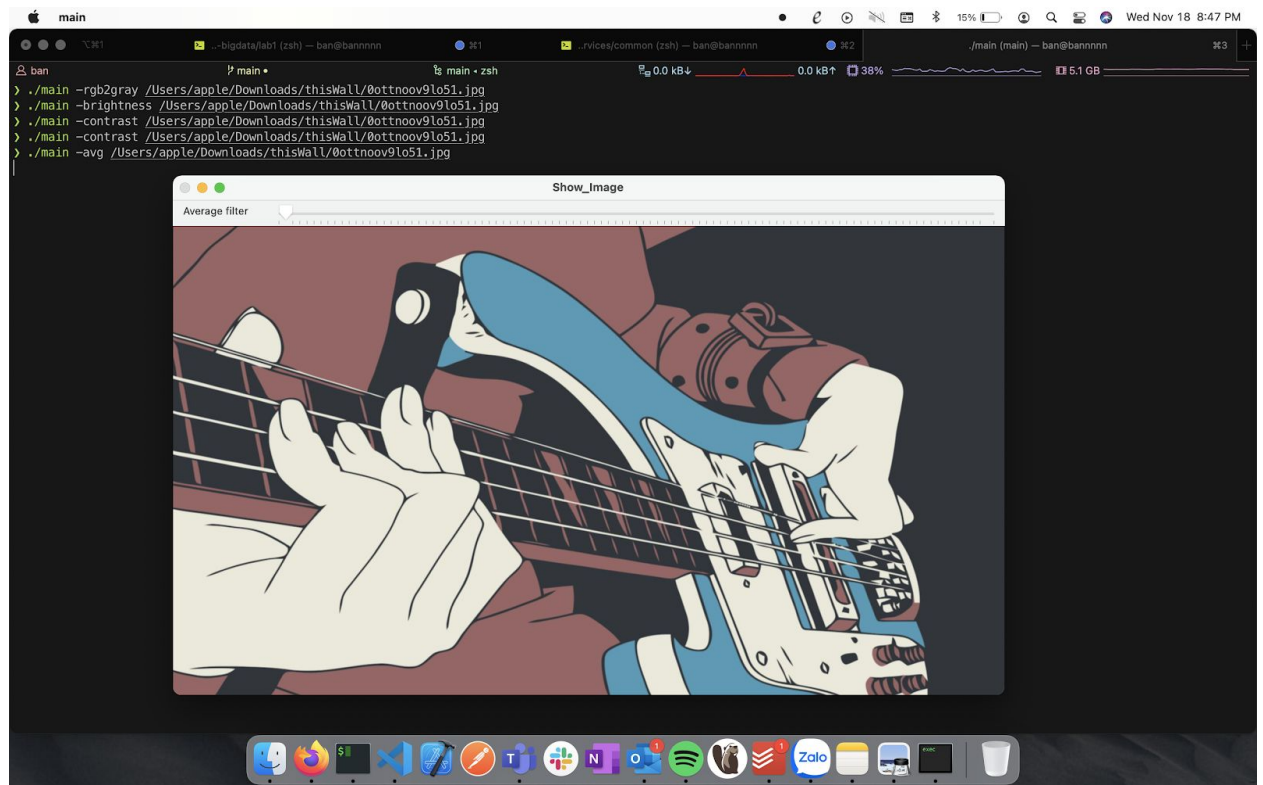 main 15% Wed Nov 18 8:47 PM
⌥⌘1 ..-bigdata/lab1 (zsh) — ban@bannnnn ⌘1 ..rvices/common (zsh) — ban@bannnnn ⌘2 ./main (main) — ban@bannnnn ⌘3
ban main • main • zsh 0.0 kB↓ 0.0 kB↑ 38% 5.1 GB
❯ ./main -rgb2gray /Users/apple/Downloads/thisWall/0ottnoov9lo51.jpg
❯ ./main -brightness /Users/apple/Downloads/thisWall/0ottnoov9lo51.jpg
❯ ./main -contrast /Users/apple/Downloads/thisWall/0ottnoov9lo51.jpg
❯ ./main -contrast /Users/apple/Downloads/thisWall/0ottnoov9lo51.jpg
❯ ./main -avg /Users/apple/Downloads/thisWall/0ottnoov9lo51.jpg
Show_Image
Average filter
$ T N O 1 1 Zalo exec